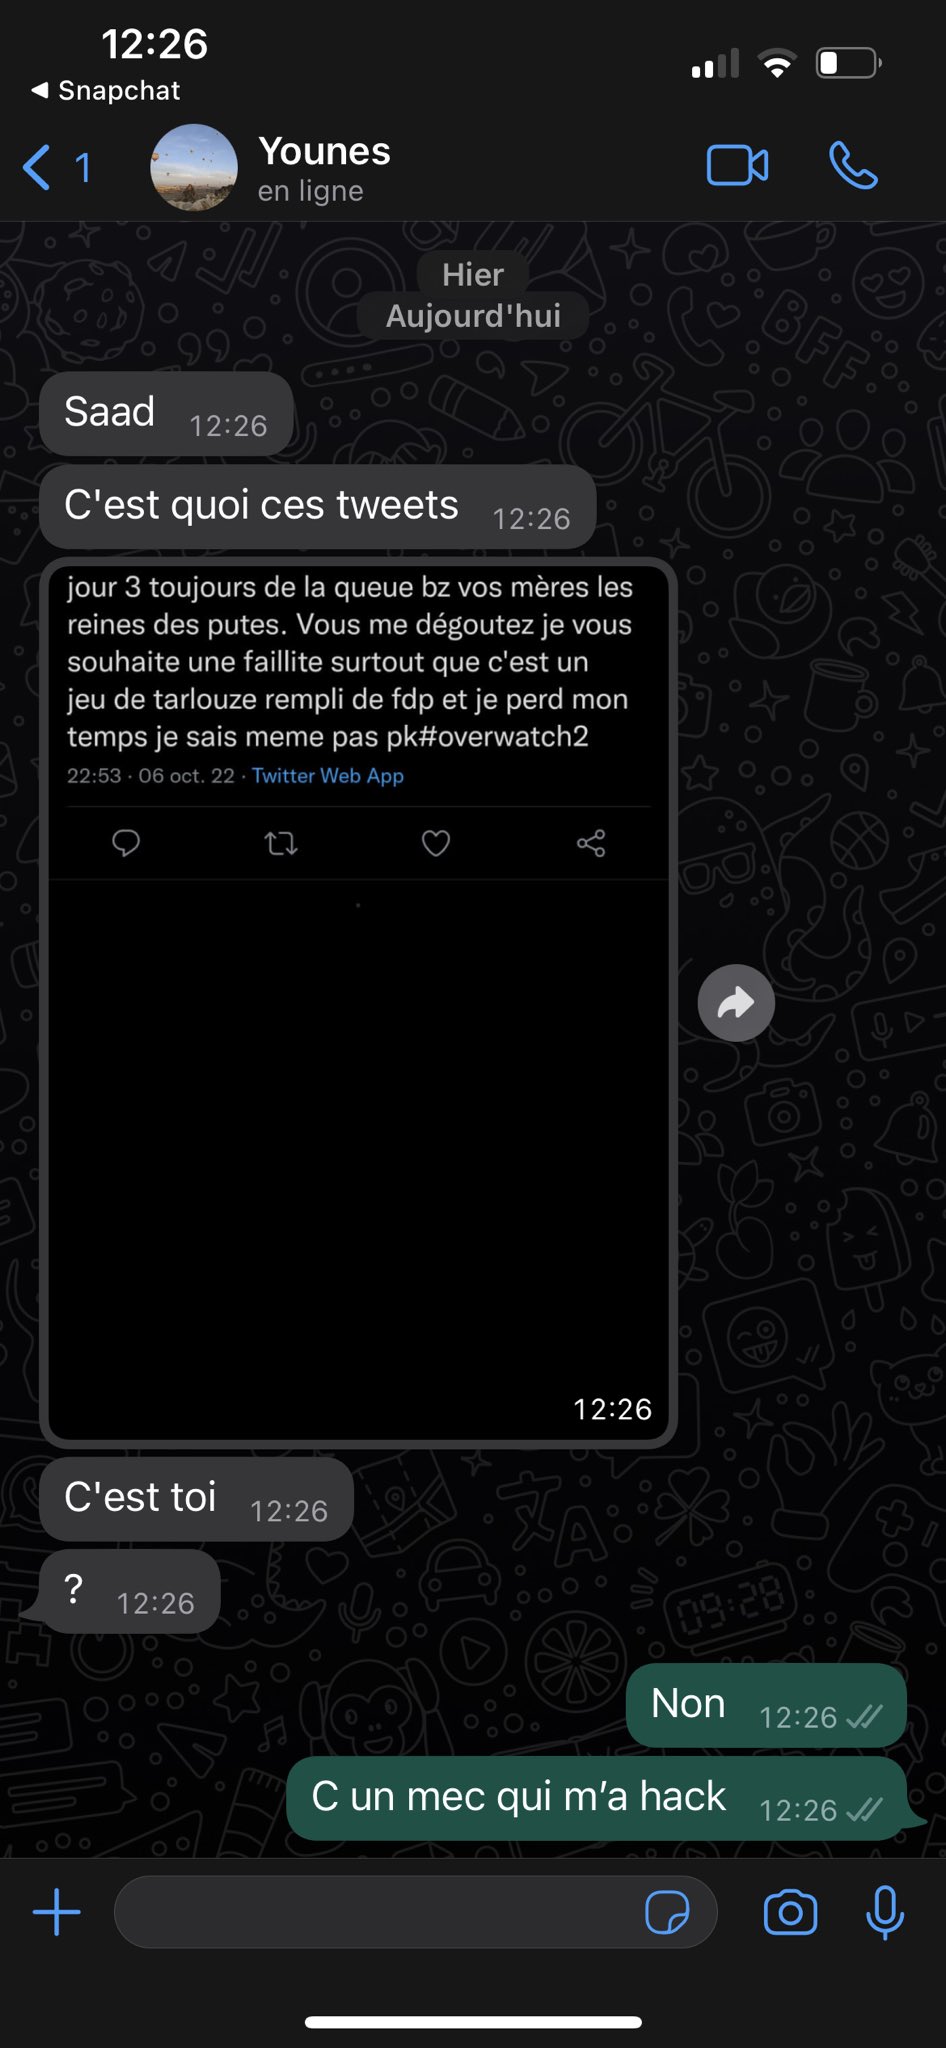 12:26
◀ Snapchat
1
Younes
en ligne
Hier
Aujourd'hui
Saad 12:26
C'est quoi ces tweets 12:26
jour 3 toujours de la queue bz vos mères les
reines des putes. Vous me dégoutez je vous
souhaite une faillite surtout que c'est un
jeu de tarlouze rempli de fdp et je perd mon
temps je sais meme pas pk#overwatch2
22:53 · 06 oct. 22 · Twitter Web App
12:26
C'est toi 12:26
? 12:26
Non 12:26
C un mec qui m’a hack 12:26